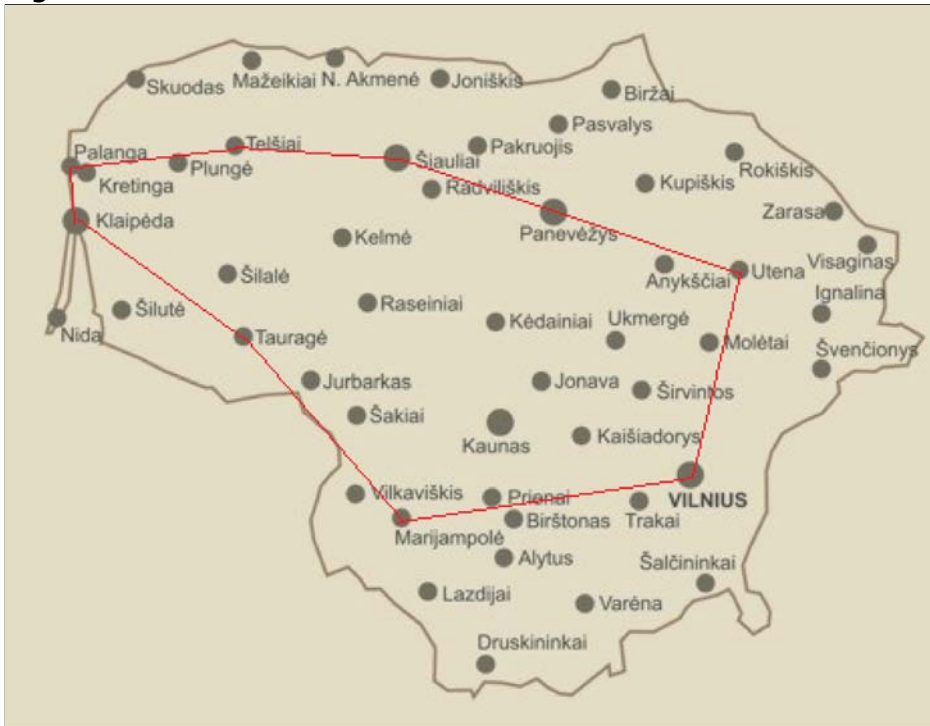 Skuodas
Mažeikiai
N. Akmenė
Joniškis
Biržai
Pasvalys
Palanga
Telšiai
Pakruojis
Šiauliai
Rokiškis
Plungė
Kretinga
Radviliškis
Kupiškis
Zarasa
Klaipėda
Panevėžys
Kelmė
Visaginas
Šilalė
Anykščiai
Utena
Ignalina
Šilutė
Raseiniai
Kėdainiai
Ukmergė
Nida
Tauragė
Molėtai
Švenčionys
Jurbarkas
Jonava
Širvintos
Šakiai
Kaunas
Kaišiadorys
Vilkaviškis
Prienai
VILNIUS
Marijampolė
Birštonas
Trakai
Alytus
Šalčininkai
Lazdijai
Varėna
Druskininkai